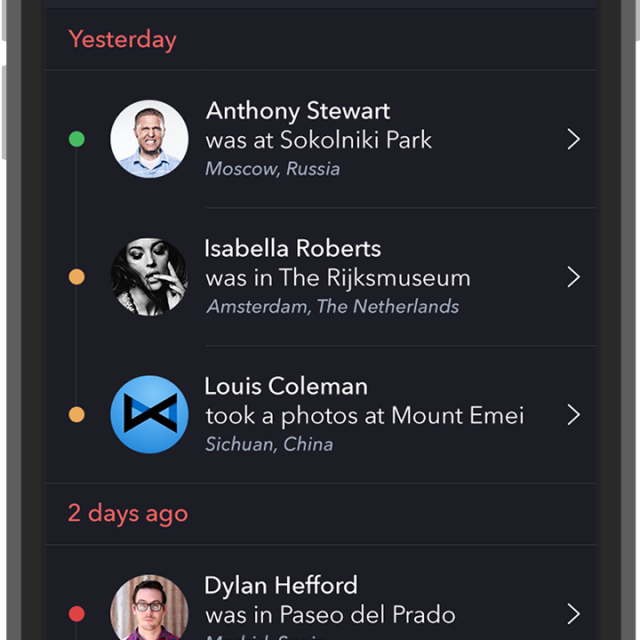 Yesterday
Anthony Stewart
was at Sokolniki Park
Moscow, Russia
Isabella Roberts
was in The Rijksmuseum
Amsterdam, The Netherlands
Louis Coleman
took a photos at Mount Emei
Sichuan, China
2 days ago
Dylan Hefford
was in Paseo del Prado